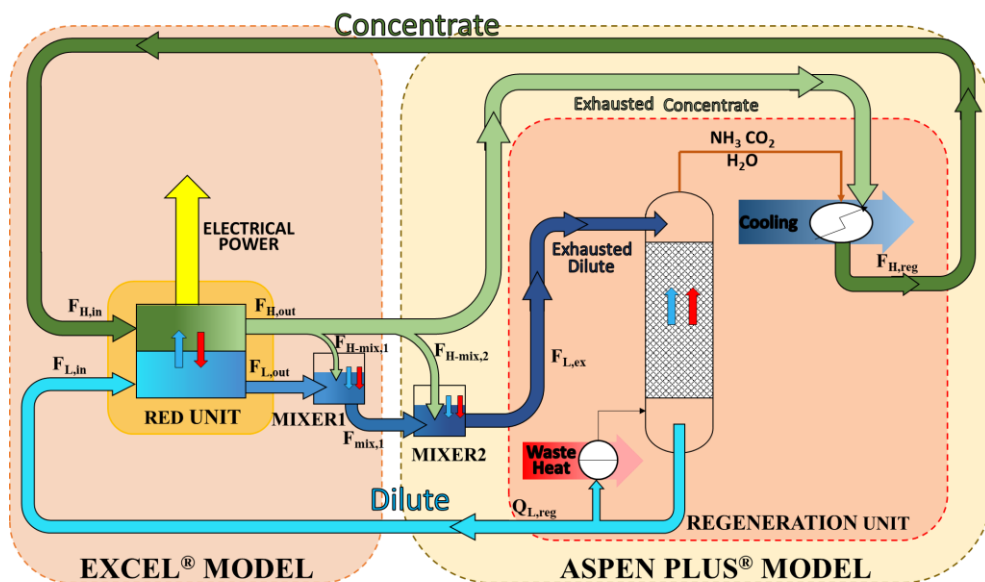 Concentrate
Exhausted Concentrate
NH3 CO2
H2O
ELECTRICAL
POWER
Cooling
Exhausted
Dilute
FH,reg
FH,in
FH,out
FL,in
FL,out
FH-mix,1
FH-mix,2
FL,ex
RED UNIT
MIXER1
Fmix,1
MIXER2
Waste
Heat
Dilute
QL,reg
REGENERATION UNIT
EXCEL® MODEL
ASPEN PLUS® MODEL